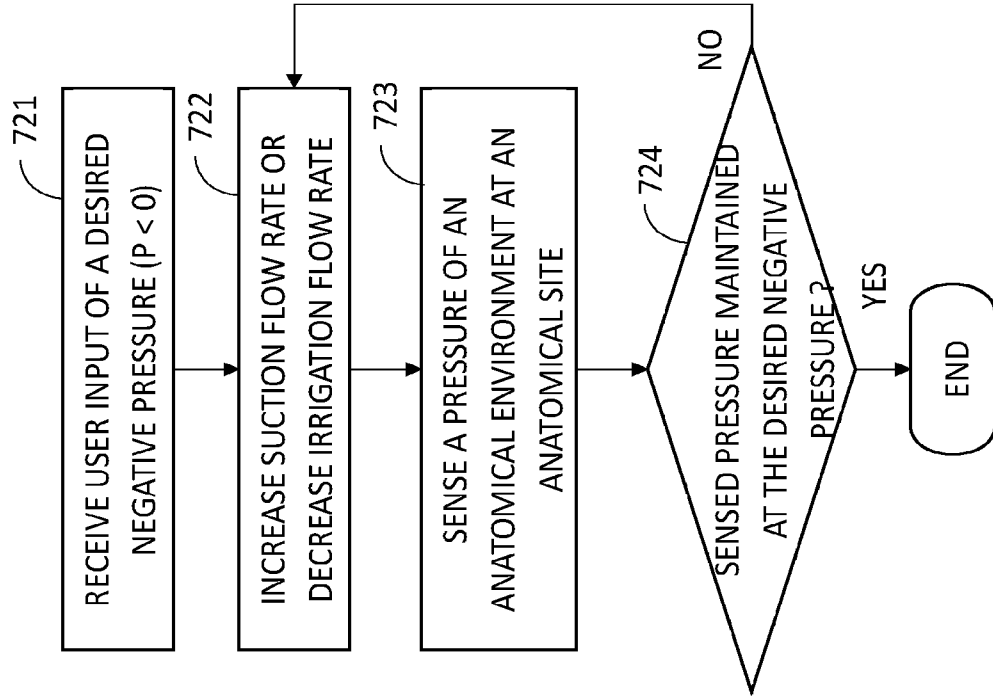 721
RECEIVE USER INPUT OF A DESIRED
NEGATIVE PRESSURE (P < 0)
722
INCREASE SUCTION FLOW RATE OR
DECREASE IRRIGATION FLOW RATE
723
SENSE A PRESSURE OF AN
ANATOMICAL ENVIRONMENT AT AN
ANATOMICAL SITE
724
SENSED PRESSURE MAINTAINED
AT THE DESIRED NEGATIVE
PRESSURE ?
NO
YES
END